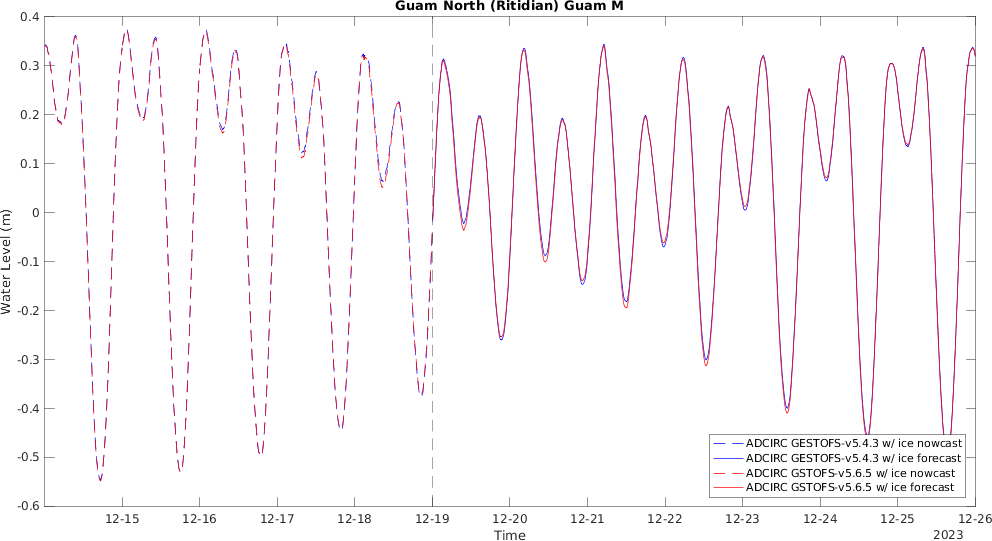 Guam North (Ritidian) Guam M
0.4
0.3
0.2
0.1
0
-0.1
-0.2
-0.3
-0.4
-0.5
-0.6
Water Level (m)
ADCIRC GESTOFS-v5.4.3 w/ ice nowcast
ADCIRC GESTOFS-v5.4.3 w/ ice forecast
ADCIRC GSTOFS-v5.6.5 w/ ice nowcast
ADCIRC GSTOFS-v5.6.5 w/ ice forecast
12-15 12-16 12-17 12-18 12-19 12-20 12-21 12-22 12-23 12-24 12-25 12-26
Time
2023